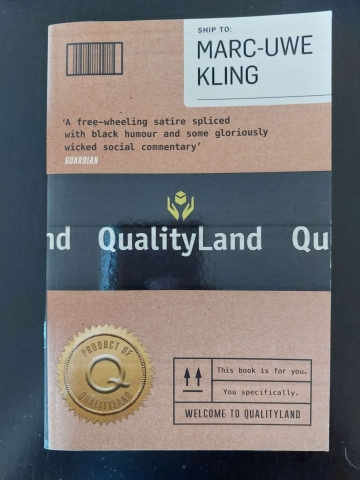 SHIP TO:
MARC-UWE
KLING
'A free-wheeling satire spliced
with black humour and some gloriously
wicked social commentary'
GUARDIAN
nd QualityLand Qu
PRODUCT OF
Q
QUALITYLAND
This book is for you.
You specifically.
WELCOME TO QUALITYLAND